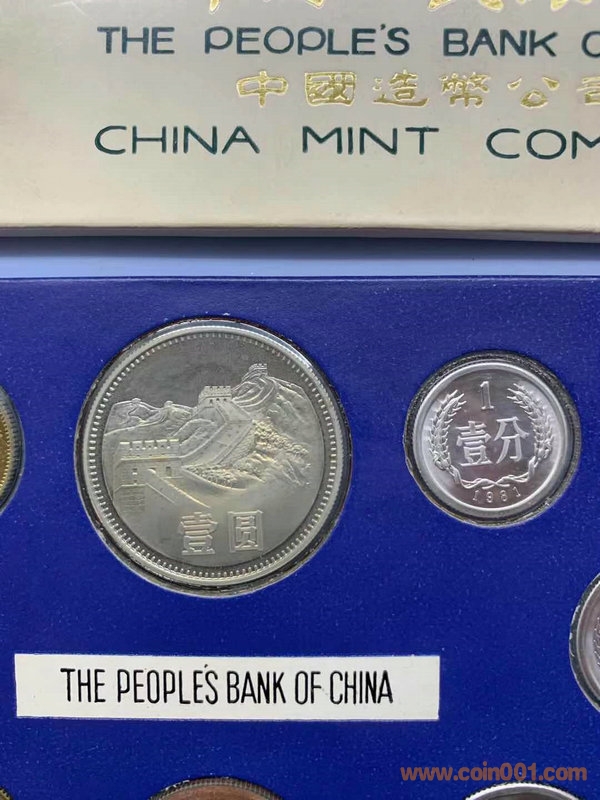 THE PEOPLE'S BANK O
中國造幣公司
CHINA MINT COM
壹圆
1
壹分
1981
THE PEOPLE'S BANK OF CHINA
www.coin001.com